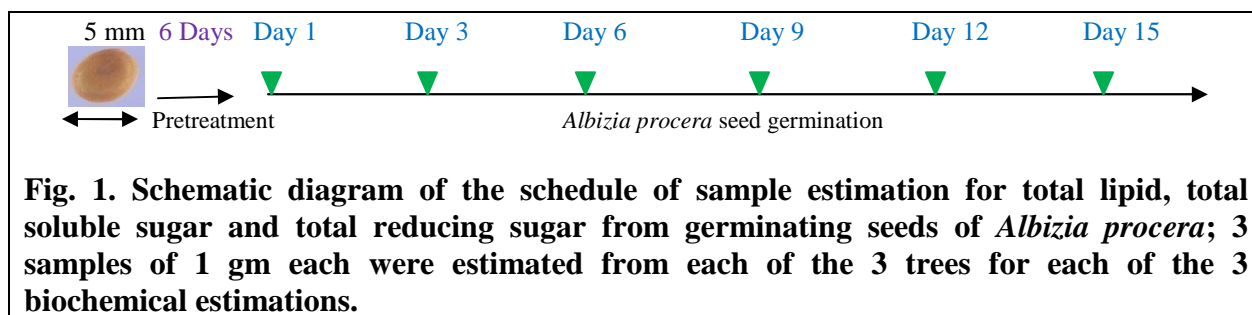 5 mm 6 Days Day 1 Day 3 Day 6 Day 9 Day 12 Day 15
Pretreatment Albizia procera seed germination
Fig. 1. Schematic diagram of the schedule of sample estimation for total lipid, total
soluble sugar and total reducing sugar from germinating seeds of Albizia procera; 3
samples of 1 gm each were estimated from each of the 3 trees for each of the 3
biochemical estimations.